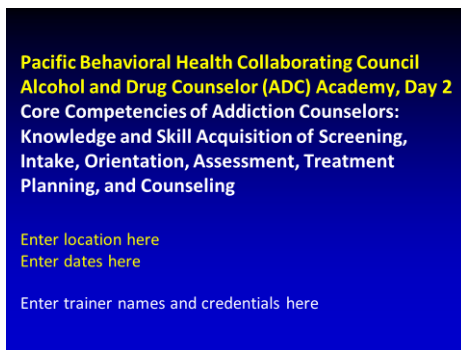 Pacific Behavioral Health Collaborating Council
Alcohol and Drug Counselor (ADC) Academy, Day 2
Core Competencies of Addiction Counselors:
Knowledge and Skill Acquisition of Screening,
Intake, Orientation, Assessment, Treatment
Planning, and Counseling
Enter location here
Enter dates here
Enter trainer names and credentials here